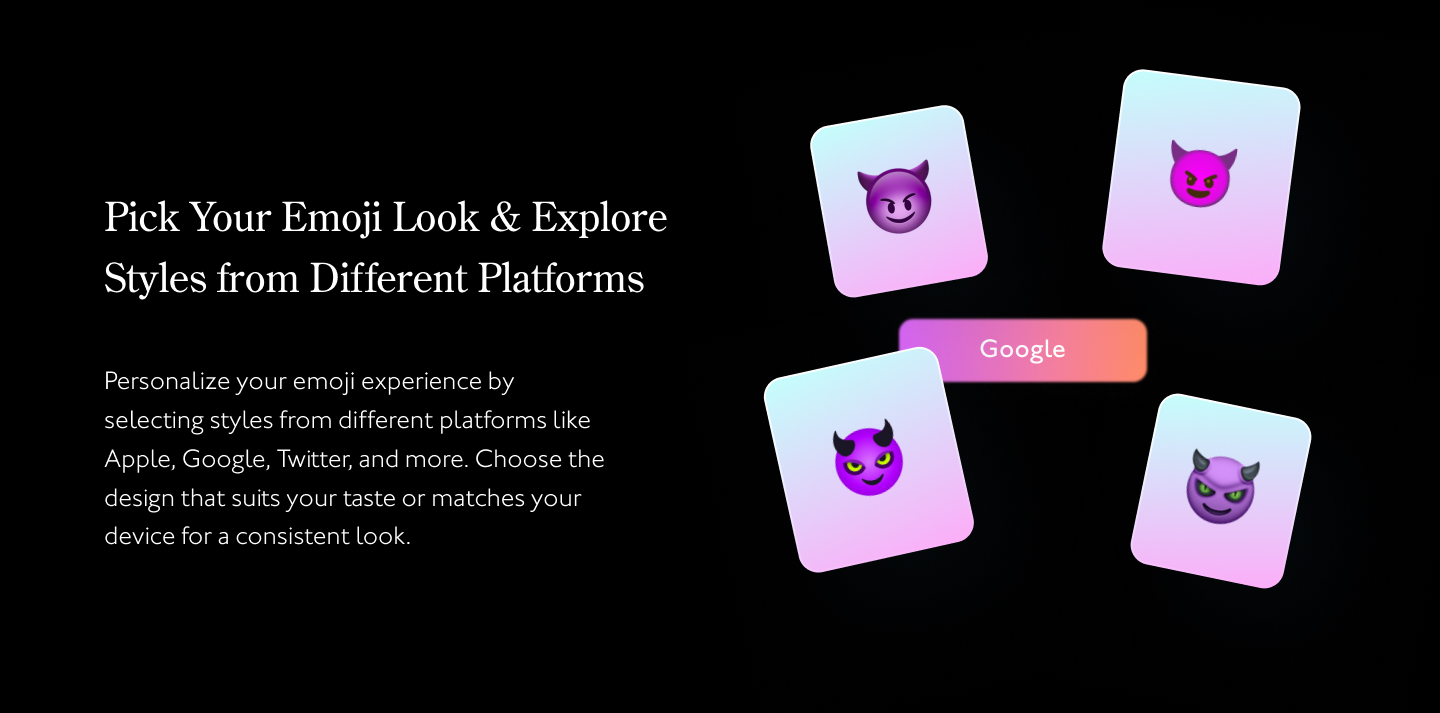 Pick Your Emoji Look & Explore
Styles from Different Platforms
Personalize your emoji experience by
selecting styles from different platforms like
Apple, Google, Twitter, and more. Choose the
design that suits your taste or matches your
device for a consistent look.
Google